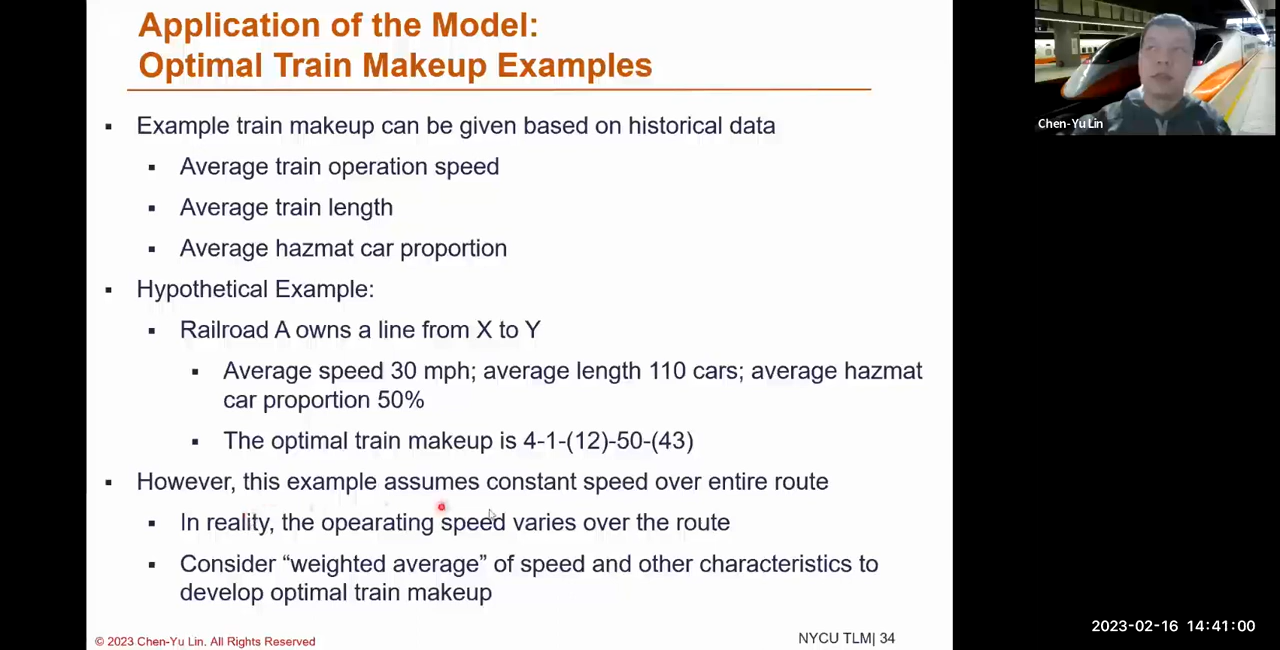 Application of the Model:
Optimal Train Makeup Examples
▪ Example train makeup can be given based on historical data
▪ Average train operation speed
▪ Average train length
▪ Average hazmat car proportion
▪ Hypothetical Example:
▪ Railroad A owns a line from X to Y
▪ Average speed 30 mph; average length 110 cars; average hazmat
car proportion 50%
▪ The optimal train makeup is 4-1-(12)-50-(43)
▪ However, this example assumes constant speed over entire route
▪ In reality, the opearating speed varies over the route
▪ Consider “weighted average” of speed and other characteristics to
develop optimal train makeup
© 2023 Chen-Yu Lin. All Rights Reserved
NYCU TLM| 34
Chen-Yu Lin
2023-02-16 14:41:00